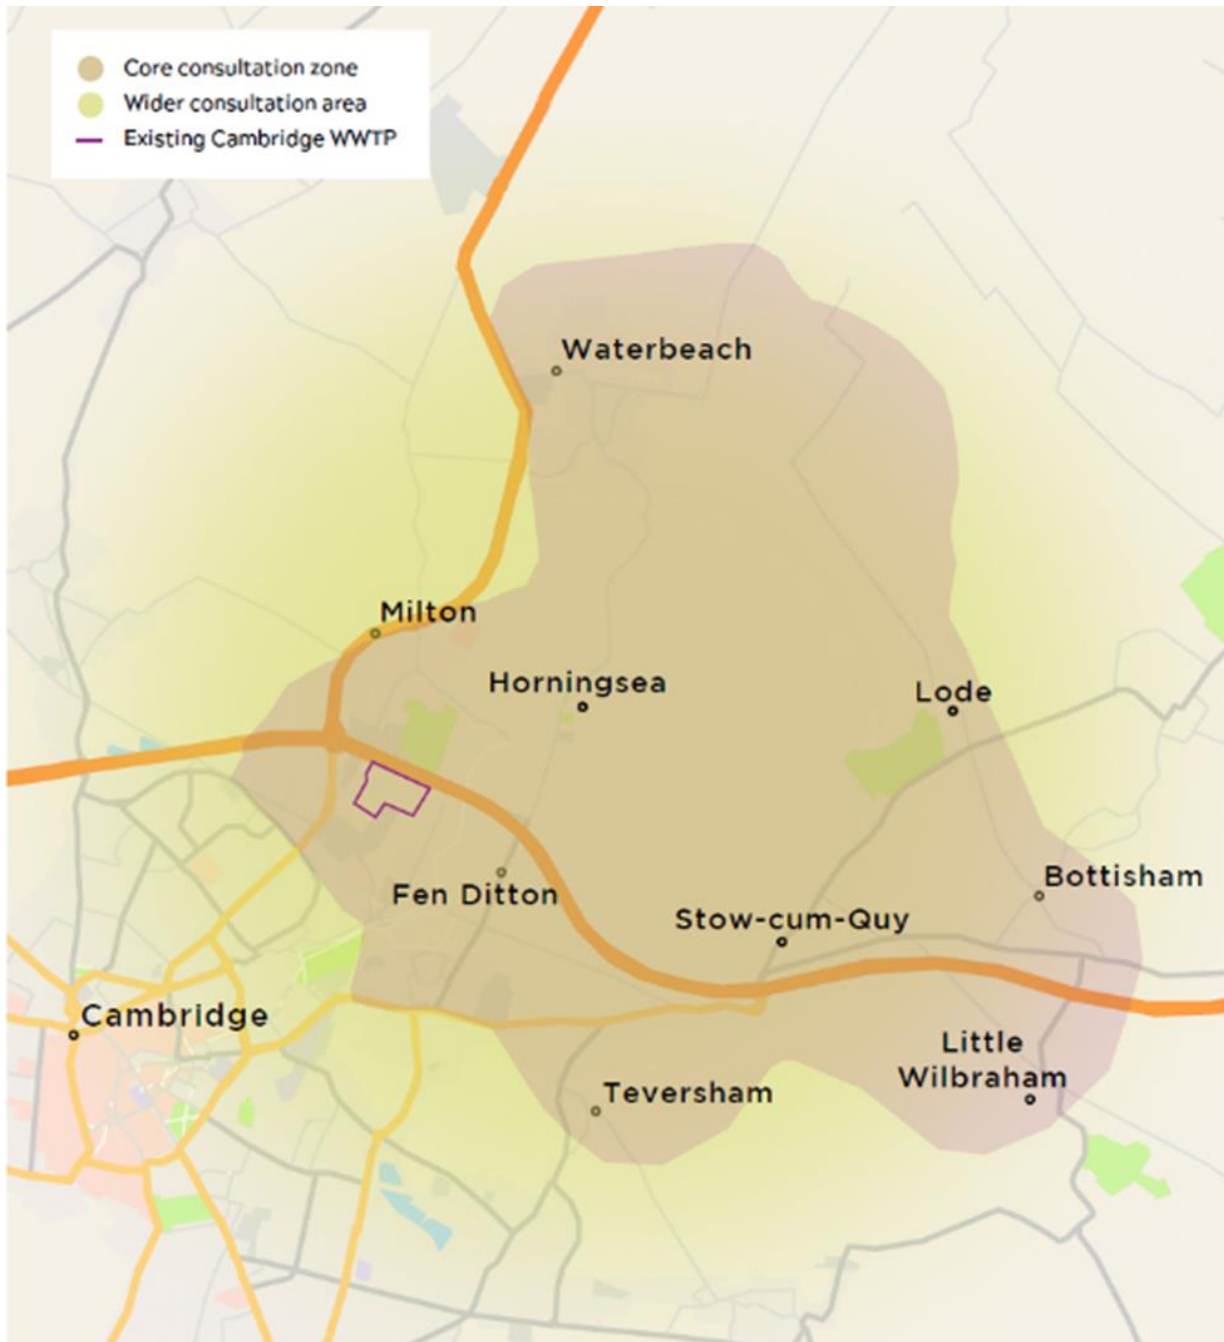 Core consultation zone
Wider consultation area
Existing Cambridge WWTP
Waterbeach
Milton
Horningsea
Lode
Bottisham
Fen Ditton
Stow-cum-Quy
Cambridge
Little
Wilbraham
Teversham